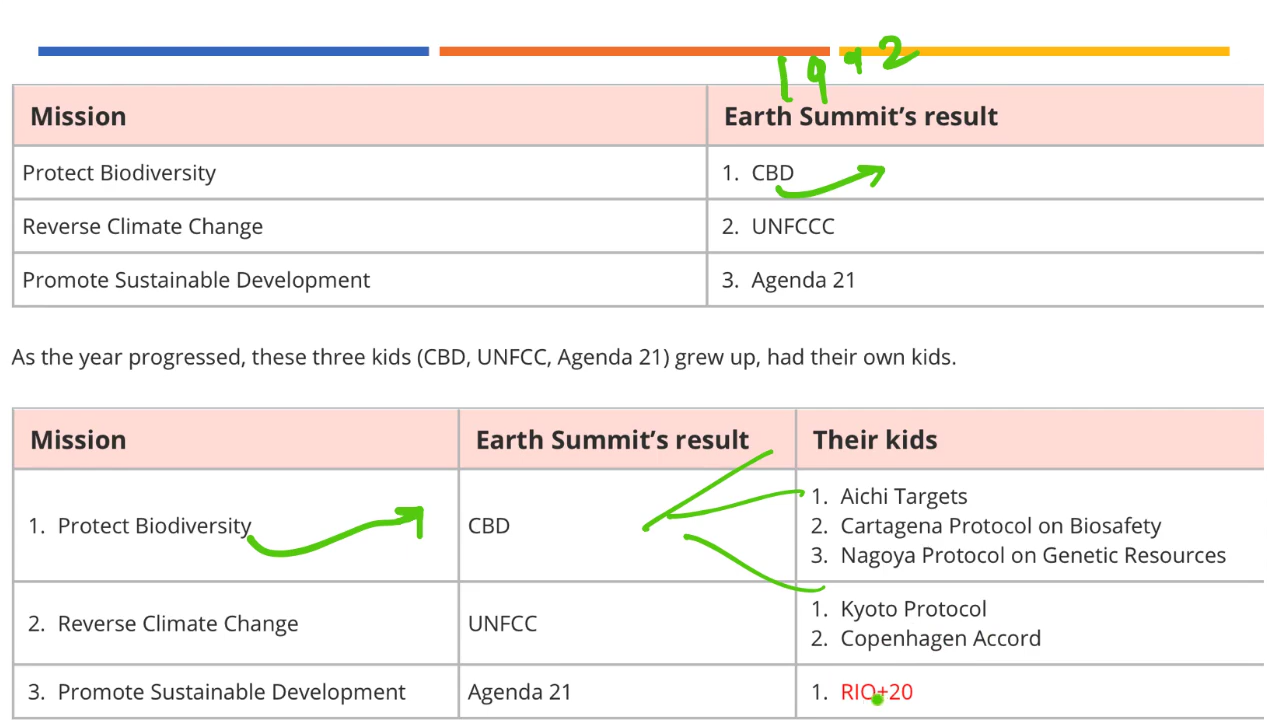 1992
Mission Earth Summit's result
Protect Biodiversity 1. CBD
Reverse Climate Change 2. UNFCCC
Promote Sustainable Development 3. Agenda 21
As the year progressed, these three kids (CBD, UNFCC, Agenda 21) grew up, had their own kids.
Mission Earth Summit's result Their kids
1. Protect Biodiversity CBD 1. Aichi Targets
2. Cartagena Protocol on Biosafety
3. Nagoya Protocol on Genetic Resources
2. Reverse Climate Change UNFCC 1. Kyoto Protocol
2. Copenhagen Accord
3. Promote Sustainable Development Agenda 21 1. RIO+20